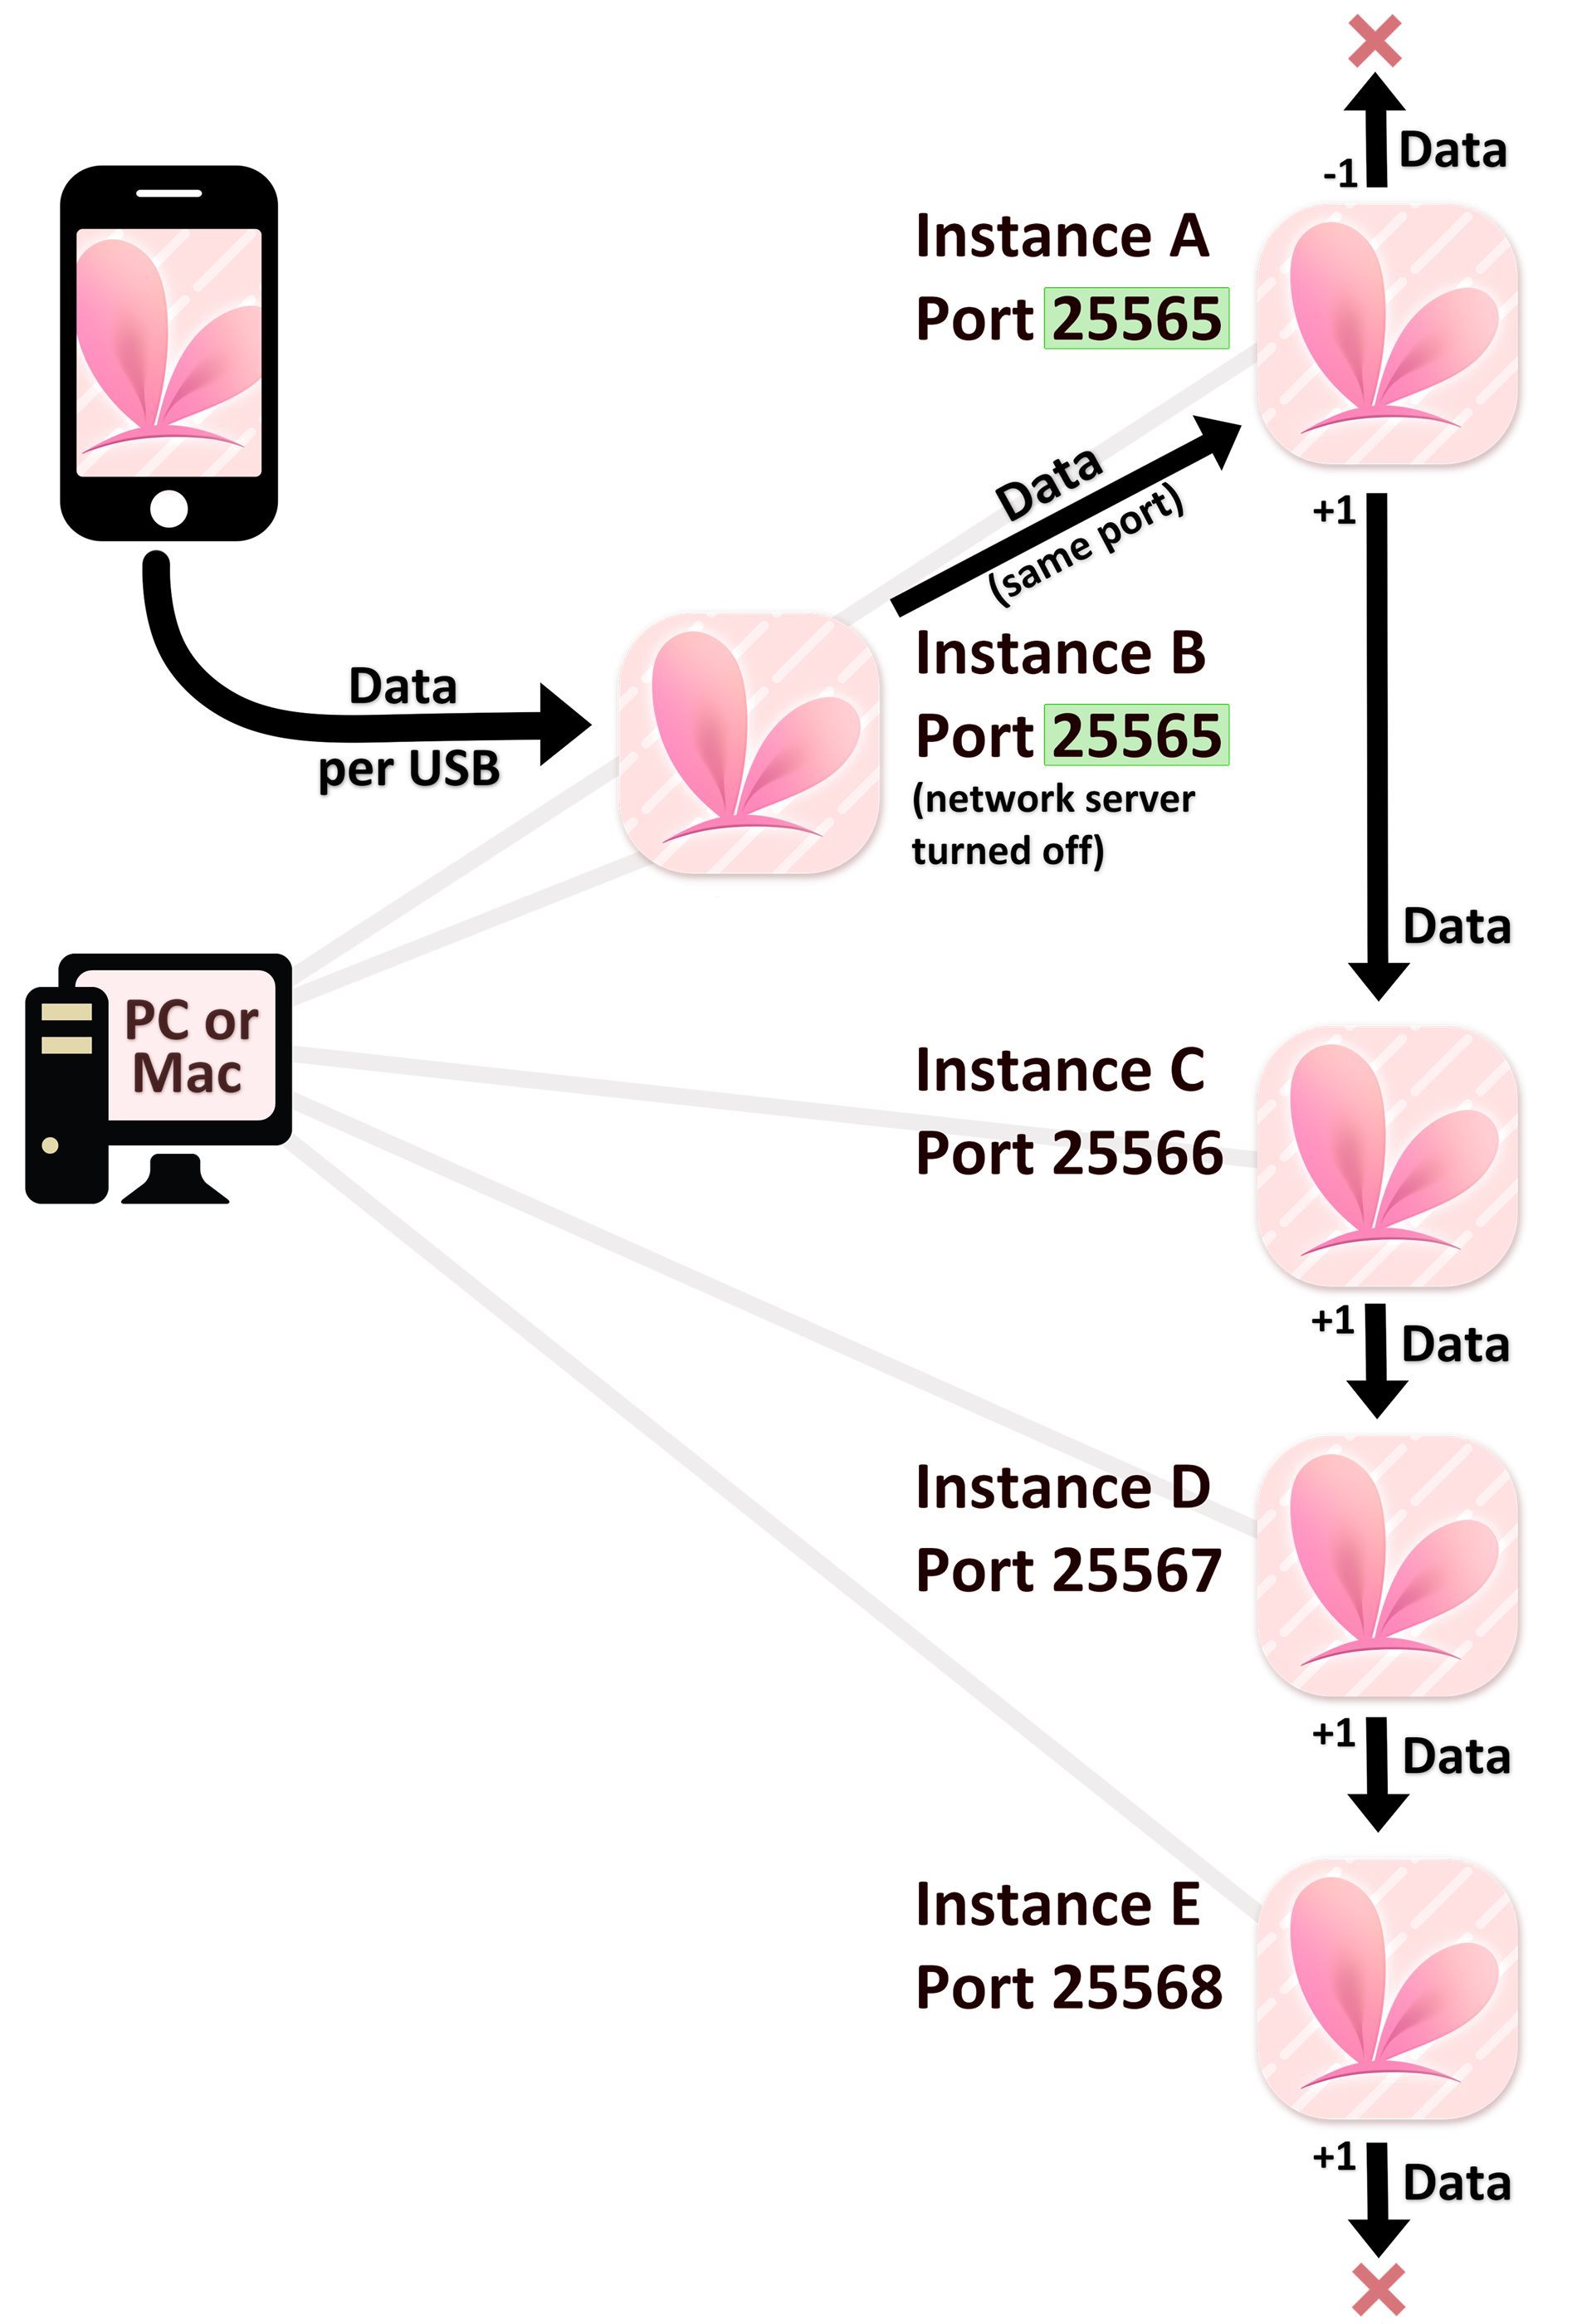 -1 Data
Instance A
Port 25565
+1
Data
(same port)
Instance B
Port 25565
(network server
turned off)
Data
per USB
Data
PC or
Mac
Instance C
Port 25566
+1 Data
Instance D
Port 25567
+1 Data
Instance E
Port 25568
+1 Data